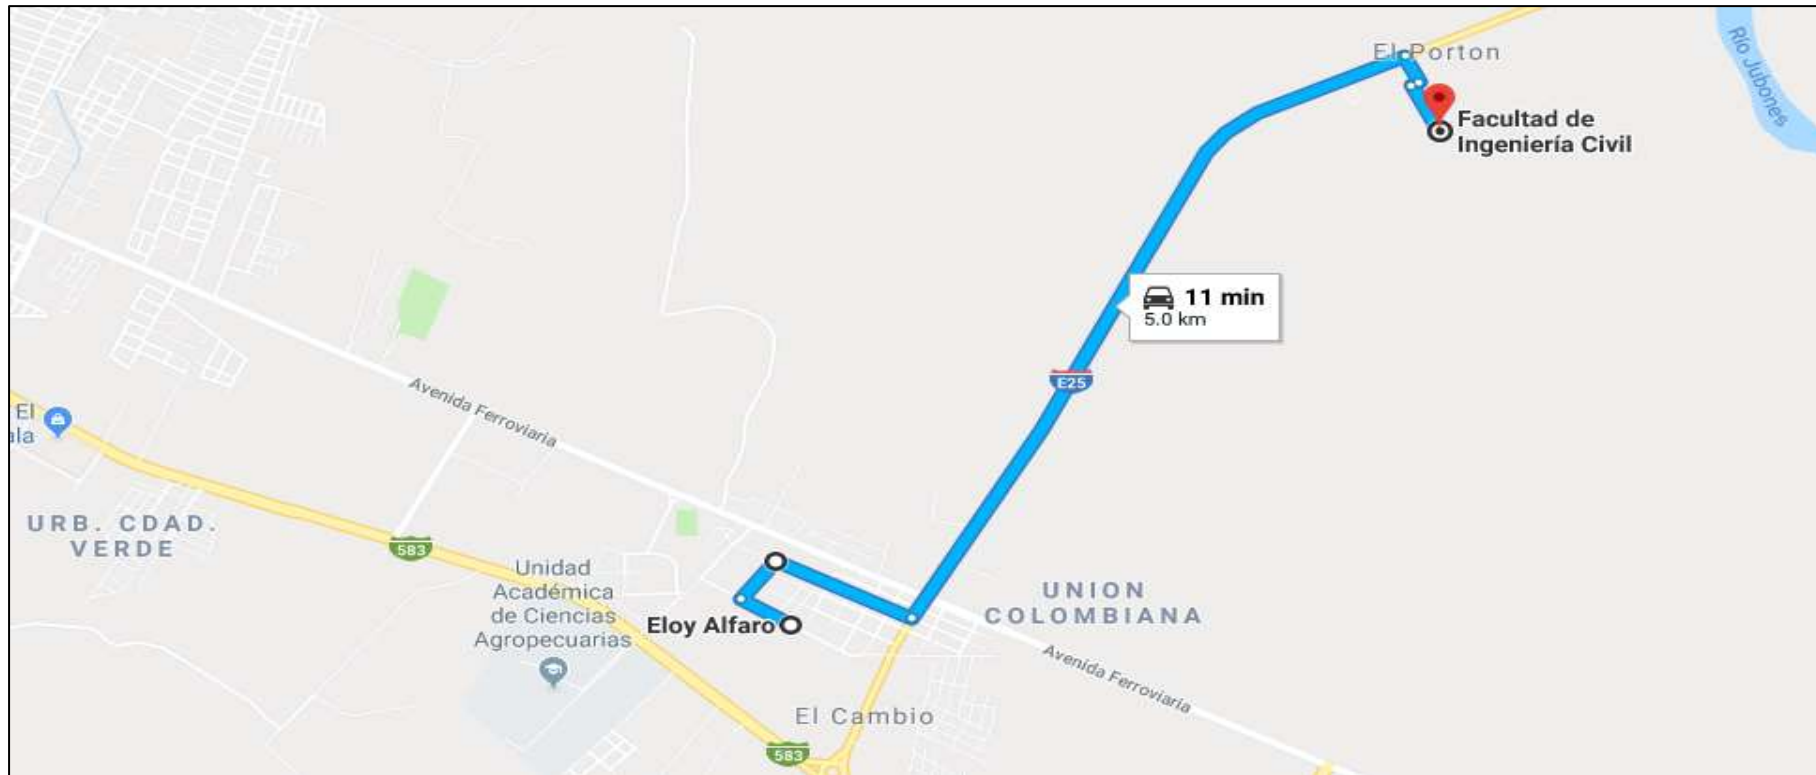 El Porton
Río Jubones
Facultad de
Ingeniería Civil
11 min
5.0 km
E25
Avenida Ferroviaria
El
ala
URB. CDAD.
VERDE
583
Unidad
Académica
de Ciencias
Agropecuarias
Eloy Alfaro
UNION
COLOMBIANA
Avenida Ferroviaria
El Cambio
583